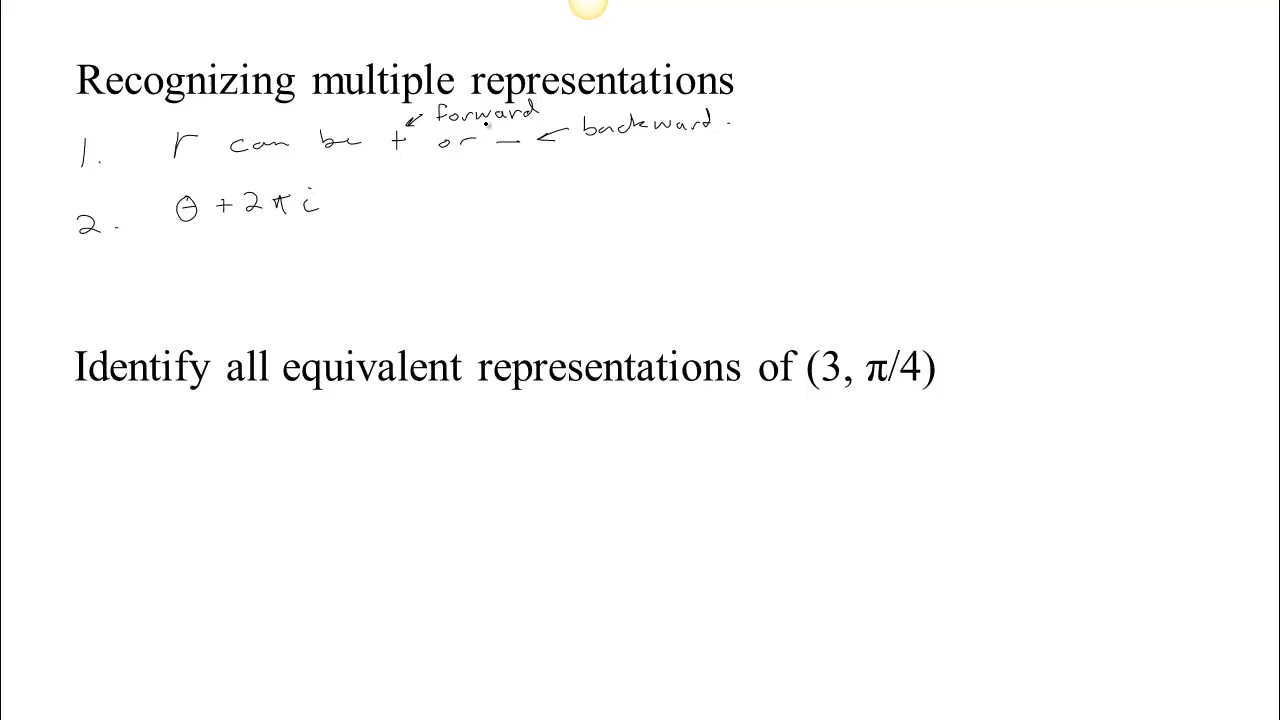 Recognizing multiple representations
forward
1. r can be + or - backward.
2. θ + 2πi
Identify all equivalent representations of (3, π/4)